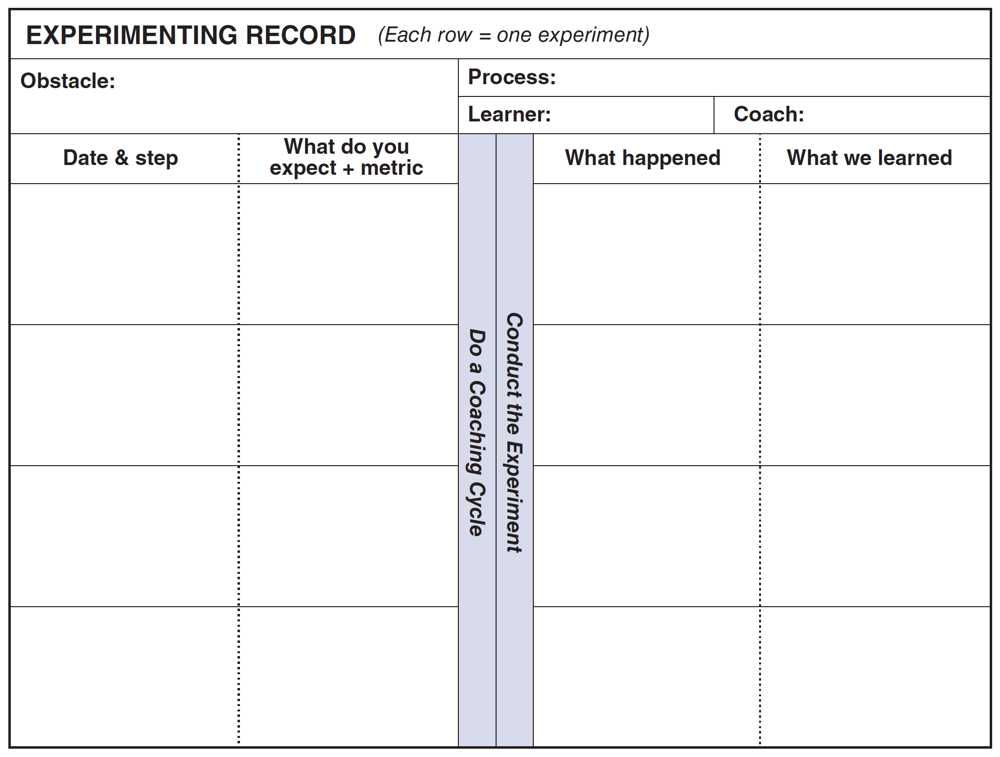 EXPERIMENTING RECORD (Each row = one experiment)
Obstacle:
Process:
Learner:
Coach:
Date & step
What do you
expect + metric
Do a Coaching Cycle
Conduct the Experiment
What happened
What we learned